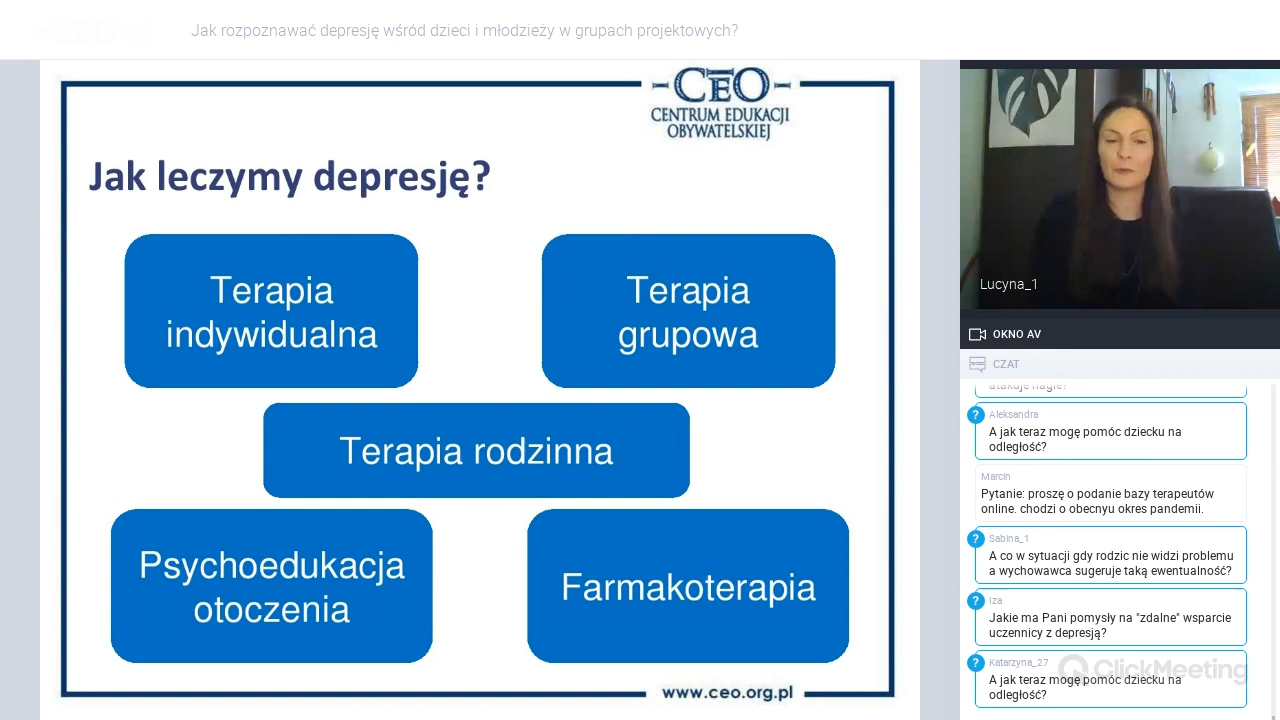 Jak rozpoznawać depresję wśród dzieci i młodzieży w grupach projektowych?
CEO
CENTRUM EDUKACJI
OBYWATELSKIEJ
Jak leczymy depresję?
Terapia
indywidualna
Terapia
grupowa
Terapia rodzinna
Psychoedukacja
otoczenia
Farmakoterapia
www.ceo.org.pl
Lucyna_1
OKNO AV
CZAT
atakuje nagle?
? Aleksandra
A jak teraz mogę pomóc dziecku na
odległość?
Marcin
Pytanie: proszę o podanie bazy terapeutów
online. chodzi o obecnyu okres pandemii.
? Sabina_1
A co w sytuacji gdy rodzic nie widzi problemu
a wychowawca sugeruje taką ewentualność?
? Iza
Jakie ma Pani pomysły na "zdalne" wsparcie
uczennicy z depresją?
? Katarzyna_27
A jak teraz mogę pomóc dziecku na
odległość?
ClickMeeting